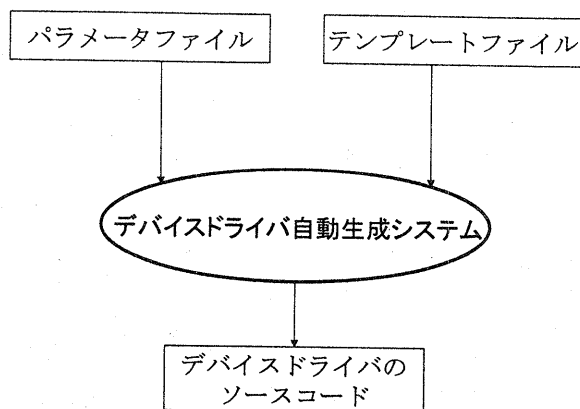 パラメータファイル
テンプレートファイル
デバイスドライバ自動生成システム
デバイスドライバの
ソースコード